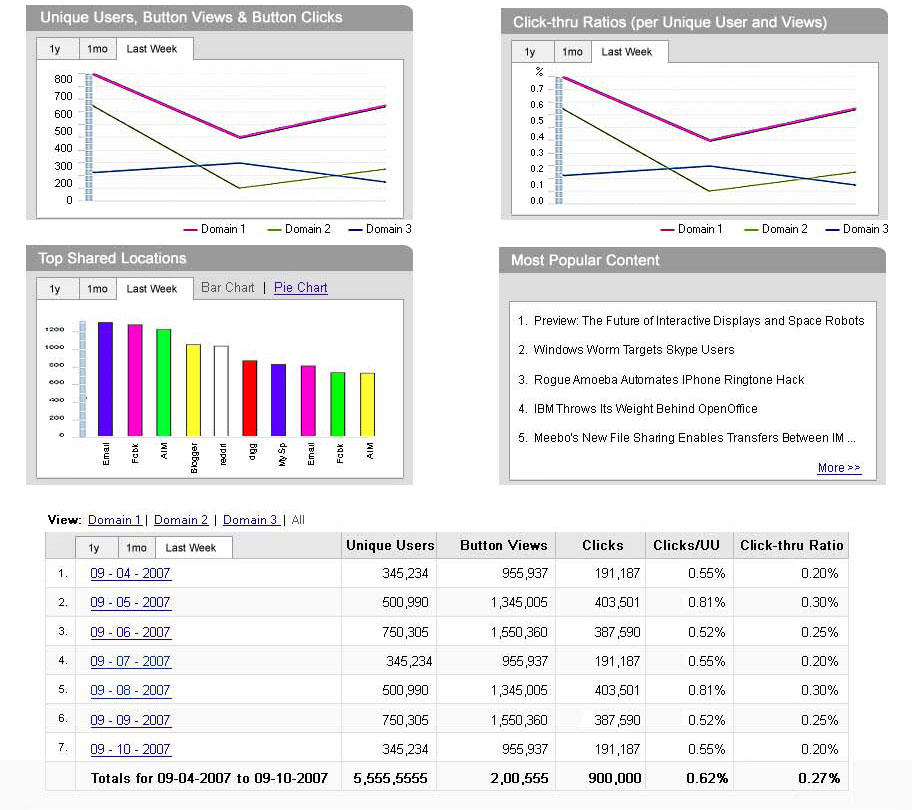 Unique Users, Button Views & Button Clicks
1y 1mo Last Week
800
700
600
500
400
300
200
0
Domain 1 Domain 2 Domain 3
Click-thru Ratios (per Unique User and Views)
1y 1mo Last Week
%
0.7
0.6
0.5
0.4
0.3
0.2
0.1
0.0
Domain 1 Domain 2 Domain 3
Top Shared Locations
1y 1mo Last Week Bar Chart | Pie Chart
1200
1000
800
600
400
200
0
Email Fcbk AIM Blogger reddit digg My Sp Email Fcbk AIM
Most Popular Content
1. Preview: The Future of Interactive Displays and Space Robots
2. Windows Worm Targets Skype Users
3. Rogue Amoeba Automates IPhone Ringtone Hack
4. IBM Throws Its Weight Behind OpenOffice
5. Meebo's New File Sharing Enables Transfers Between IM ...
More >>
View: Domain 1 | Domain 2 | Domain 3 | All
1y 1mo Last Week Unique Users Button Views Clicks Clicks/UU Click-thru Ratio
1. 09 - 04 - 2007 345,234 955,937 191,187 0.55% 0.20%
2. 09 - 05 - 2007 500,990 1,345,005 403,501 0.81% 0.30%
3. 09 - 06 - 2007 750,305 1,550,360 387,590 0.52% 0.25%
4. 09 - 07 - 2007 345,234 955,937 191,187 0.55% 0.20%
5. 09 - 08 - 2007 500,990 1,345,005 403,501 0.81% 0.30%
6. 09 - 09 - 2007 750,305 1,550,360 387,590 0.52% 0.25%
7. 09 - 10 - 2007 345,234 955,937 191,187 0.55% 0.20%
Totals for 09-04-2007 to 09-10-2007 5,555,5555 2,00,555 900,000 0.62% 0.27%